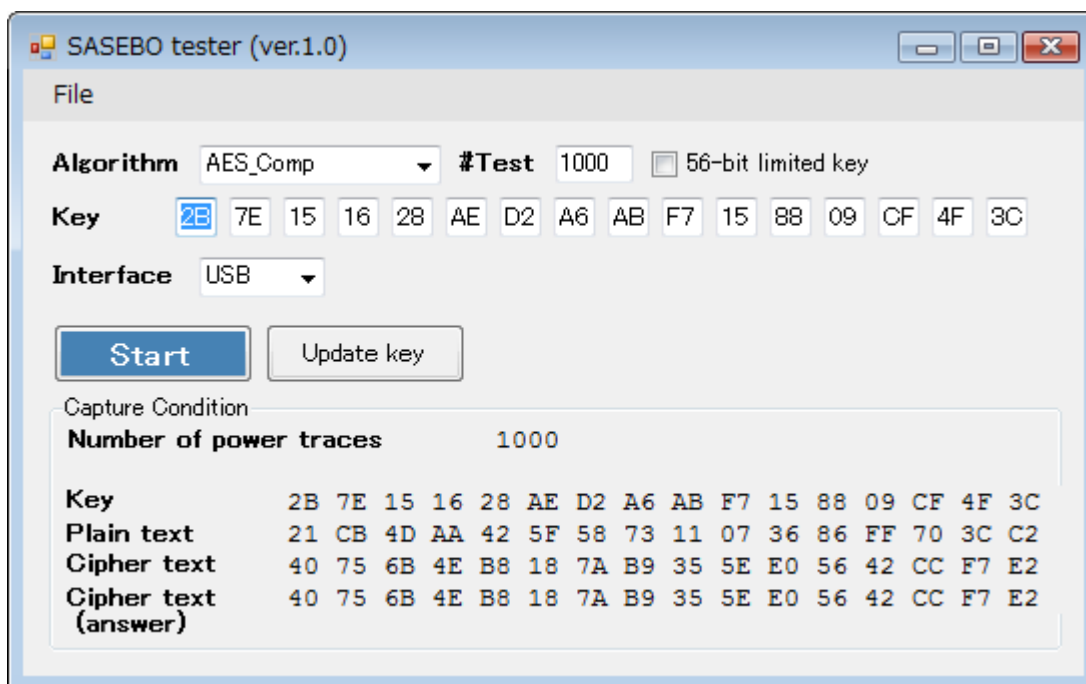 SASEBO tester (ver.1.0)
File
Algorithm AES_Comp #Test 1000 56-bit limited key
Key 2B 7E 15 16 28 AE D2 A6 AB F7 15 88 09 CF 4F 3C
Interface USB
Start Update key
Capture Condition
Number of power traces 1000
Key 2B 7E 15 16 28 AE D2 A6 AB F7 15 88 09 CF 4F 3C
Plain text 21 CB 4D AA 42 5F 58 73 11 07 36 86 FF 70 3C C2
Cipher text 40 75 6B 4E B8 18 7A B9 35 5E E0 56 42 CC F7 E2
Cipher text 40 75 6B 4E B8 18 7A B9 35 5E E0 56 42 CC F7 E2
(answer)